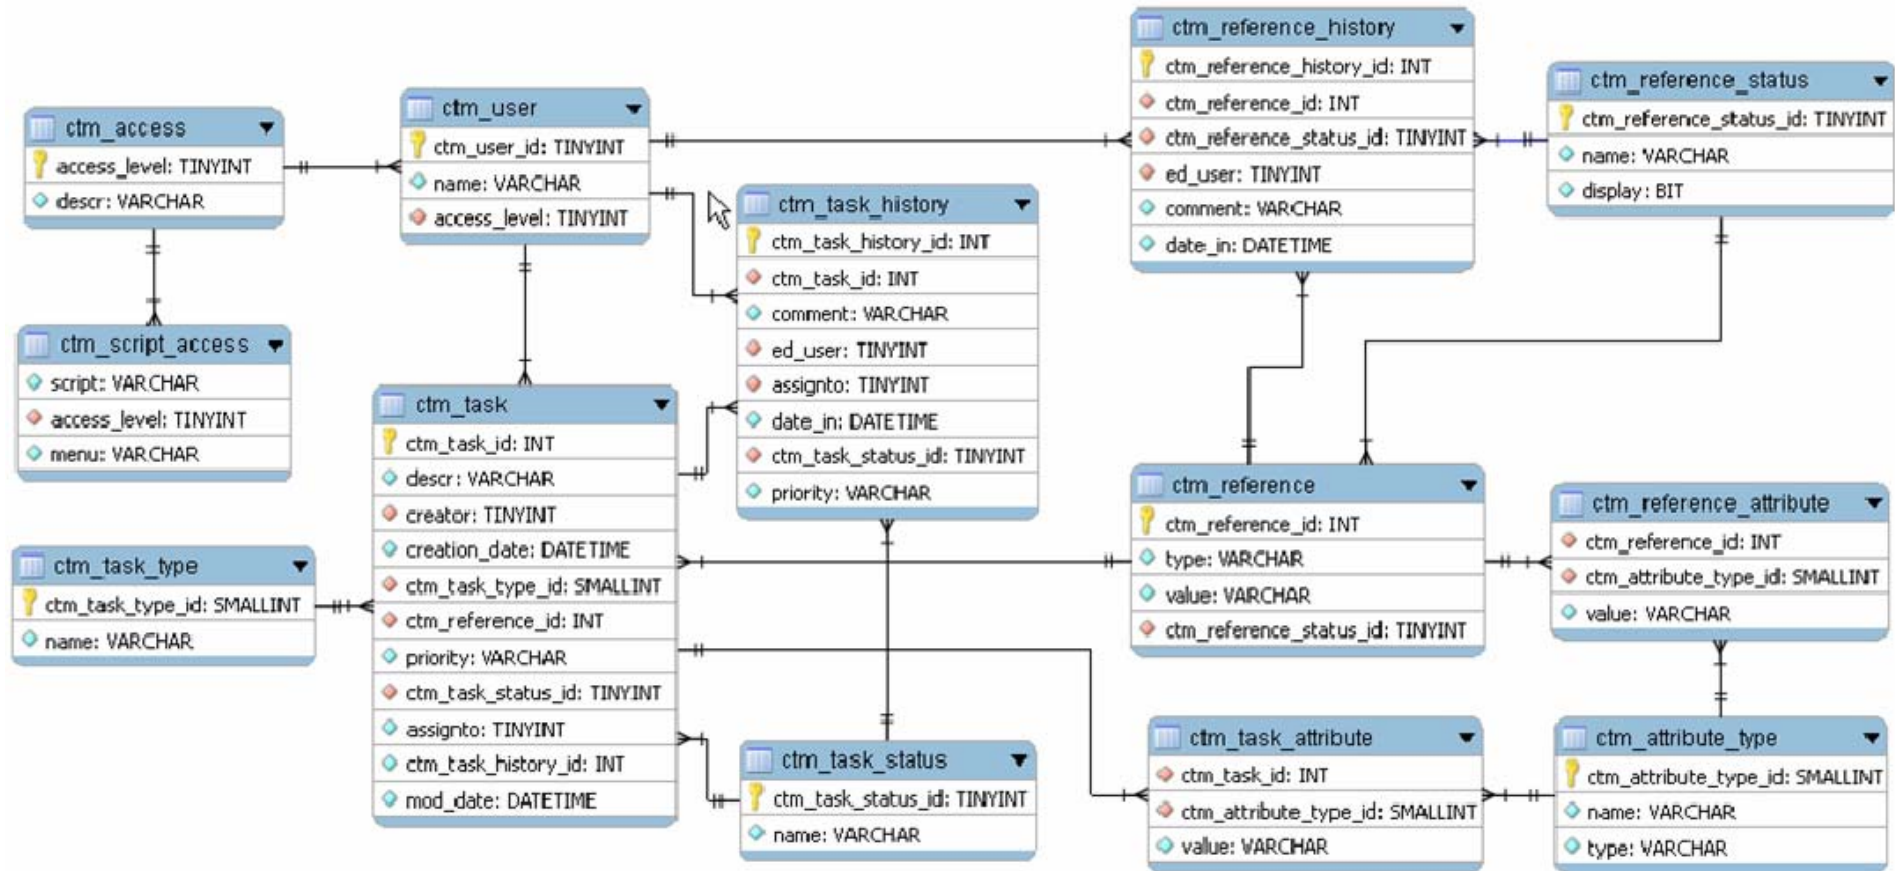 ctm_access
access_level: TINYINT
descr: VARCHAR
ctm_user
ctm_user_id: TINYINT
name: VARCHAR
access_level: TINYINT
ctm_reference_history
ctm_reference_history_id: INT
ctm_reference_id: INT
ctm_reference_status_id: TINYINT
ed_user: TINYINT
comment: VARCHAR
date_in: DATETIME
ctm_reference_status
ctm_reference_status_id: TINYINT
name: VARCHAR
display: BIT
ctm_task_history
ctm_task_history_id: INT
ctm_task_id: INT
comment: VARCHAR
ed_user: TINYINT
assignto: TINYINT
date_in: DATETIME
ctm_task_status_id: TINYINT
priority: VARCHAR
ctm_script_access
script: VARCHAR
access_level: TINYINT
menu: VARCHAR
ctm_task
ctm_task_id: INT
descr: VARCHAR
creator: TINYINT
creation_date: DATETIME
ctm_task_type_id: SMALLINT
ctm_reference_id: INT
priority: VARCHAR
ctm_task_status_id: TINYINT
assignto: TINYINT
ctm_task_history_id: INT
mod_date: DATETIME
ctm_task_type
ctm_task_type_id: SMALLINT
name: VARCHAR
ctm_reference
ctm_reference_id: INT
type: VARCHAR
value: VARCHAR
ctm_reference_status_id: TINYINT
ctm_reference_attribute
ctm_reference_id: INT
ctm_attribute_type_id: SMALLINT
value: VARCHAR
ctm_task_status
ctm_task_status_id: TINYINT
name: VARCHAR
ctm_task_attribute
ctm_task_id: INT
ctm_attribute_type_id: SMALLINT
value: VARCHAR
ctm_attribute_type
ctm_attribute_type_id: SMALLINT
name: VARCHAR
type: VARCHAR